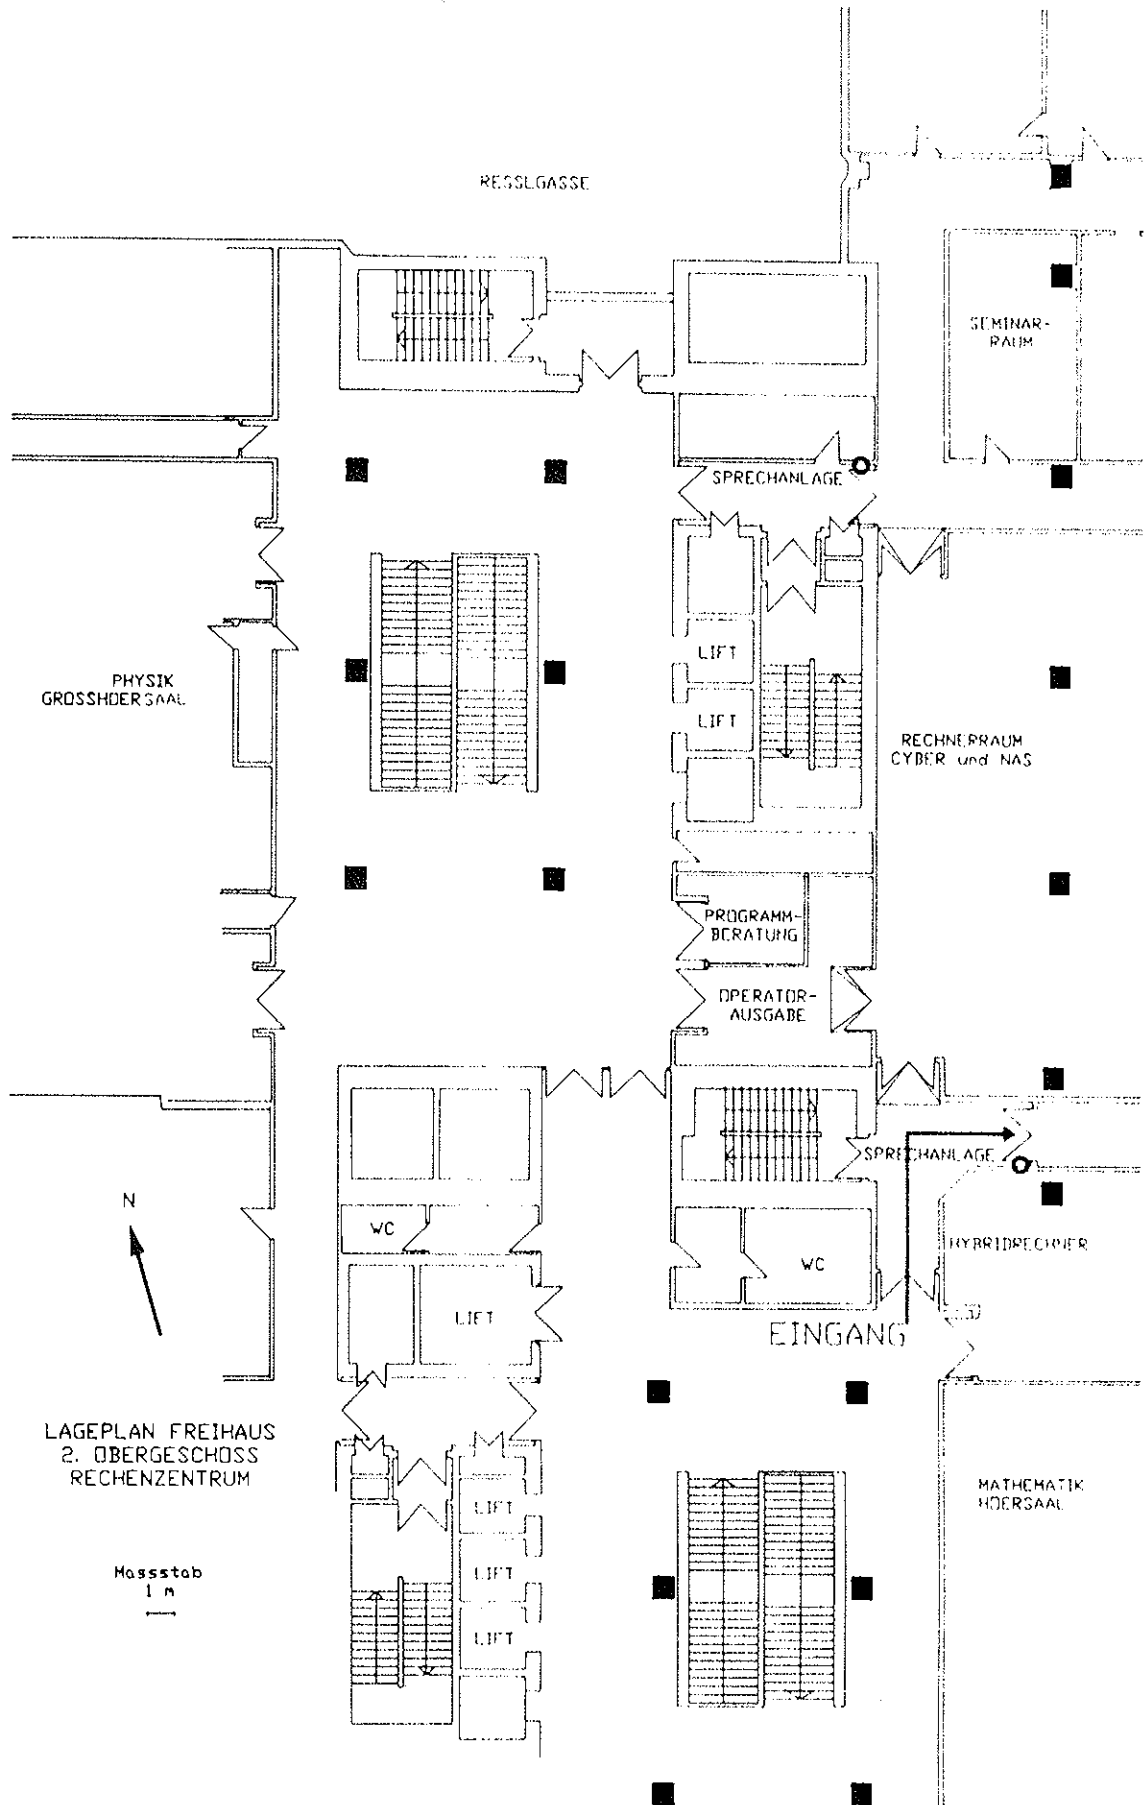 RESSLGASSE
SEMINAR-
RAUM
SPRECHANLAGE
LIFT
PHYSIK
GROSSHOERSAAL
LIFT
RECHNERRAUM
CYBER und NAS
PROGRAMM-
BERATUNG
OPERATOR-
AUSGABE
SPRECHANLAGE
N
WC
HYBRIDRECHNER
WC
LIFT
EINGANG
LAGEPLAN FREIHAUS
2. OBERGESCHOSS
RECHENZENTRUM
MATHEMATIK
HOERSAAL
LIFT
Massstab
1 m
LIFT
LIFT